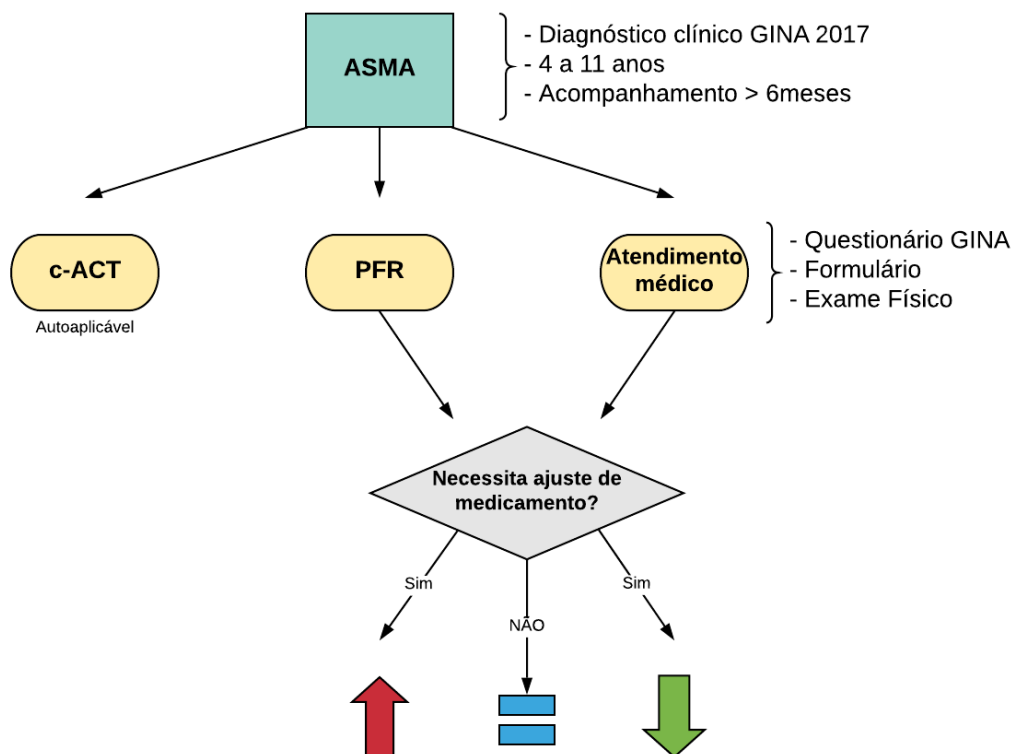 ASMA
- Diagnóstico clínico GINA 2017
- 4 a 11 anos
- Acompanhamento > 6meses
c-ACT
Autoaplicável
PFR
Atendimento
médico
- Questionário GINA
- Formulário
- Exame Físico
Necessita ajuste de
medicamento?
Sim
NÃO
Sim